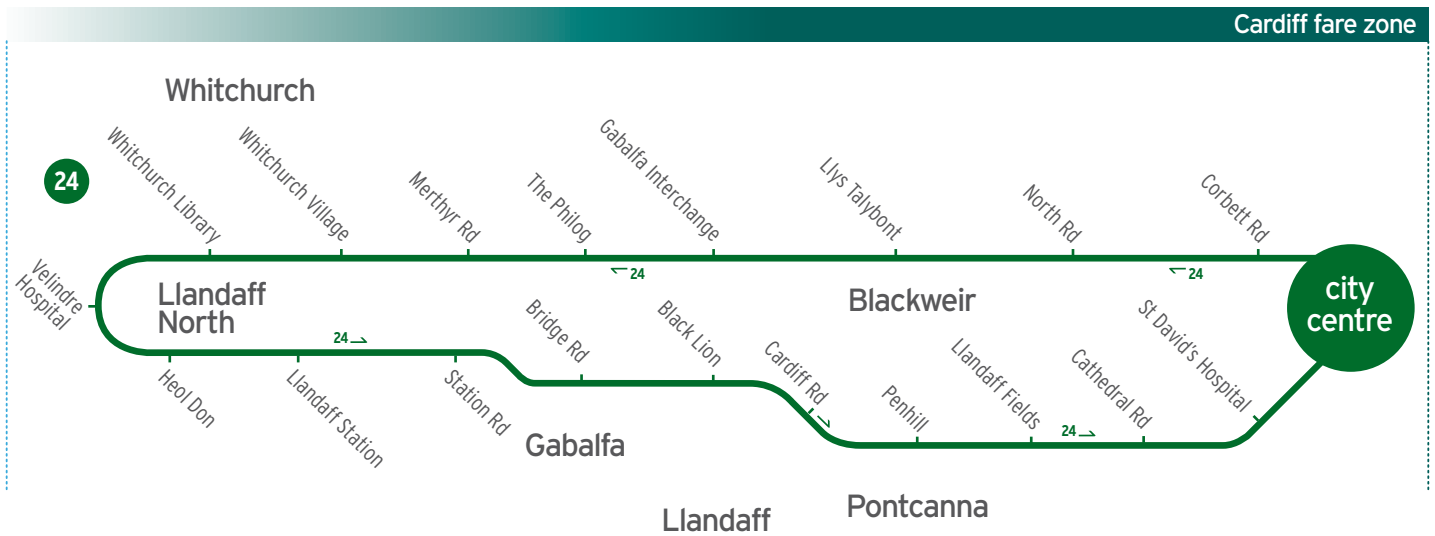 Cardiff fare zone
Whitchurch
24
Whitchurch Library
Whitchurch Village
Merthyr Rd
The Philog
Gabalfa Interchange
Llys Talybont
North Rd
Corbett Rd
24
24
Velindre
Hospital
Llandaff
North
Blackweir
city
centre
24
Bridge Rd
Black Lion
Cardiff Rd
Penhill
Llandaff Fields
Cathedral Rd
St David's Hospital
Heol Don
Llandaff Station
Station Rd
24
Gabalfa
Llandaff
Pontcanna